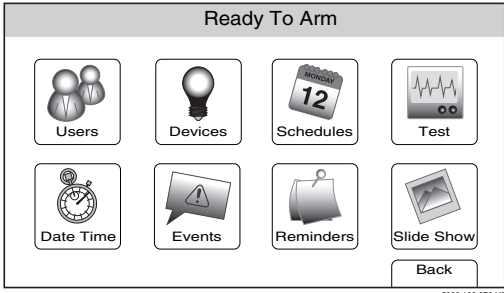 Ready To Arm
MONDAY
12
Users
Devices
Schedules
Test
Date Time
Events
Reminders
Slide Show
Back